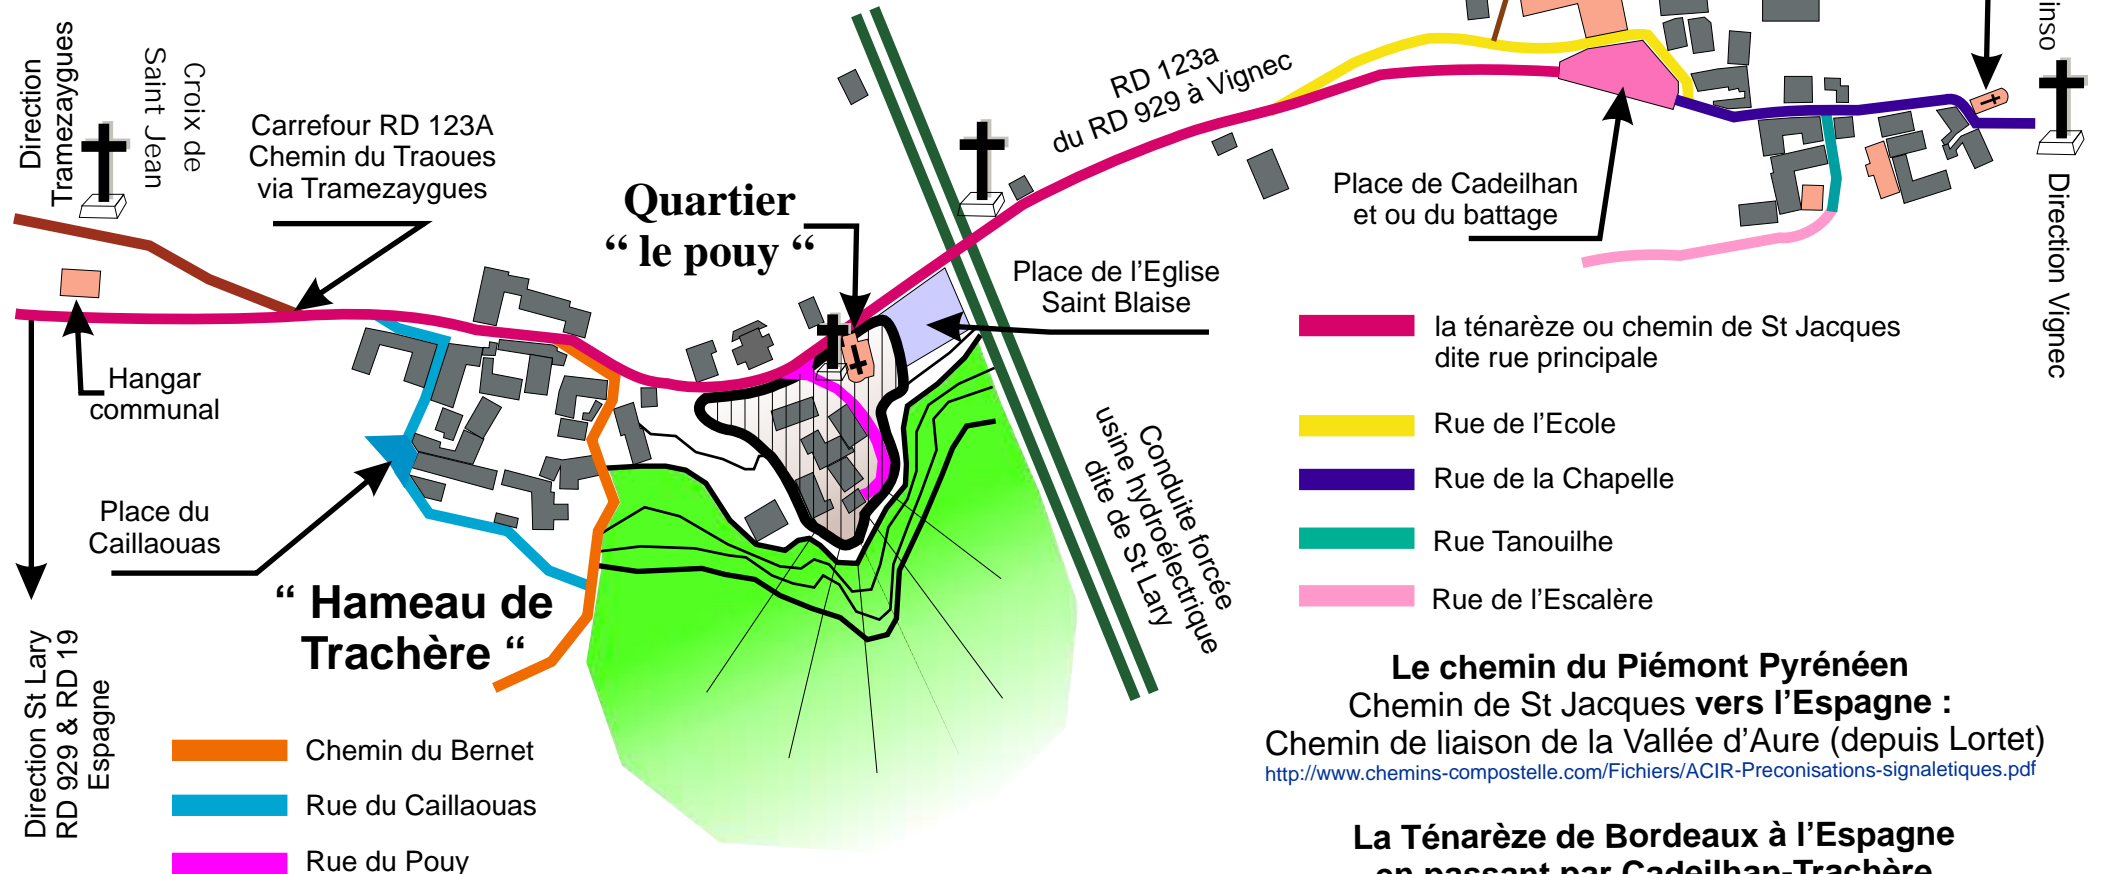 Direction
Tramezaygues
Croix de
Saint Jean
Carrefour RD 123A
Chemin du Traoues
via Tramezaygues
Quartier
“ le pouy “
RD 123a
du RD 929 à Vignec
Place de Cadeilhan
et ou du battage
inso
Direction Vignec
Place de l’Eglise
Saint Blaise
Hangar
communal
Place du
Caillaouas
“ Hameau de
Trachère “
Direction St Lary
RD 929 & RD 19
Espagne
Conduite forcée
usine hydroélectrique
dite de St Lary
Chemin du Bernet
Rue du Caillaouas
Rue du Pouy
la ténarèze ou chemin de St Jacques
dite rue principale
Rue de l’Ecole
Rue de la Chapelle
Rue Tanouilhe
Rue de l’Escalère
Le chemin du Piémont Pyrénéen
Chemin de St Jacques vers l’Espagne :
Chemin de liaison de la Vallée d’Aure (depuis Lortet)
http://www.chemins-compostelle.com/Fichiers/ACIR-Preconisations-signaletiques.pdf
La Ténarèze de Bordeaux à l’Espagne
en passant par Cadeilhan-Trachère